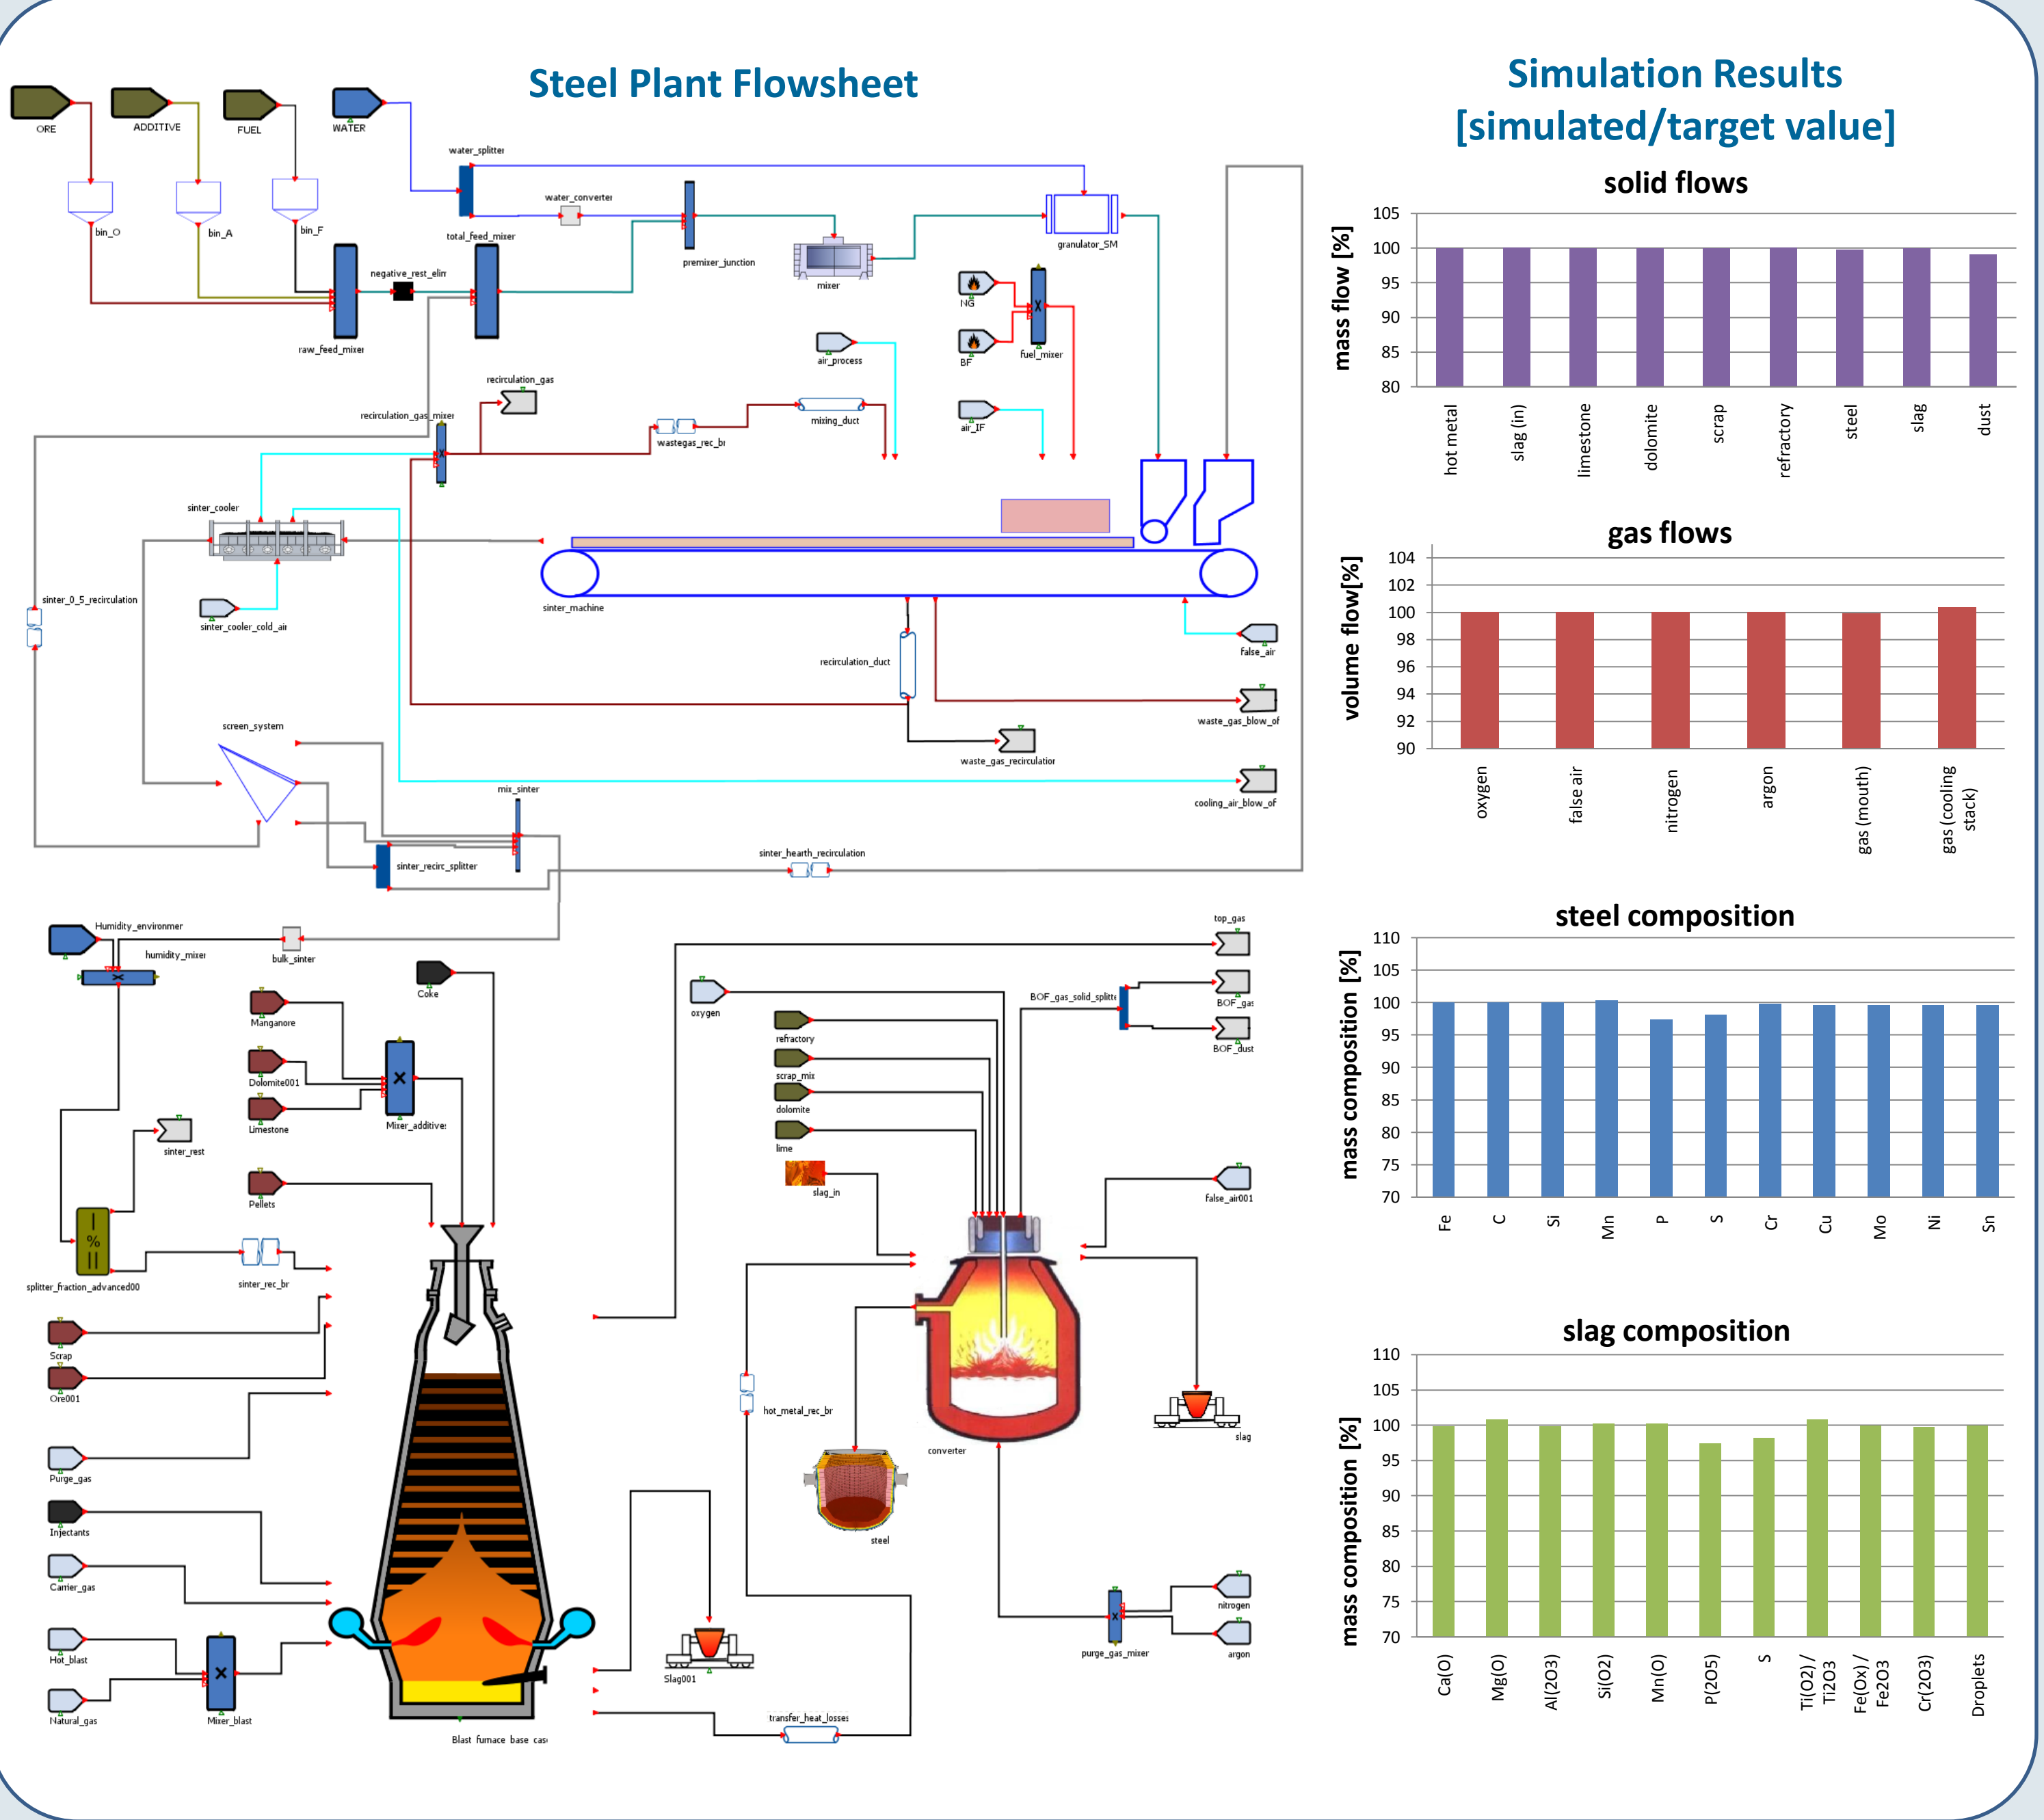 Steel Plant Flowsheet
ORE
ADDITIVE
FUEL
WATER
water_splitter
water_converter
bin_O
bin_A
bin_F
total_feed_mixer
negative_rest_elin
premixer_junction
mixer
granulator_SM
raw_feed_mixer
NG
BF
fuel_mixer
air_process
air_IF
recirculation_gas
recirculation_gas_mixer
wastegas_rec_br
mixing_duct
sinter_cooler
sinter_0_5_recirculation
sinter_cooler_cold_air
sinter_machine
recirculation_duct
false_air
waste_gas_blow_of
waste_gas_recirculation
cooling_air_blow_of
screen_system
mix_sinter
sinter_recirc_splitter
sinter_hearth_recirculation
Humidity_environmer
humidity_mixer
bulk_sinter
Coke
Manganore
Dolomite001
Limestone
Mixer_additive:
sinter_rest
Pellets
%
splitter_fraction_advanced00
sinter_rec_br
Scrap
Ore001
Purge_gas
Injectants
Carrier_gas
Hot_blast
Natural_gas
Mixer_blast
Blast furnace base case
Slag001
transfer_heat_losses
hot_metal_rec_br
oxygen
refractory
scrap_mix
dolomite
lime
slag_in
top_gas
BOF_gas_solid_splitte
BOF_gas
BOF_dust
false_air001
converter
slag
steel
purge_gas_mixer
nitrogen
argon
Simulation Results
[simulated/target value]
solid flows
mass flow [%]
105
100
95
90
85
80
hot metal
slag (in)
limestone
dolomite
scrap
refractory
steel
slag
dust
gas flows
volume flow[%]
104
102
100
98
96
94
92
90
oxygen
false air
nitrogen
argon
gas (mouth)
gas (cooling
stack)
steel composition
mass composition [%]
110
105
100
95
90
85
80
75
70
Fe
C
Si
Mn
P
S
Cr
Cu
Mo
Ni
Sn
slag composition
mass composition [%]
110
105
100
95
90
85
80
75
70
Ca(O)
Mg(O)
Al(2O3)
Si(O2)
Mn(O)
P(2O5)
S
Ti(O2) /
Ti2O3
Fe(Ox) /
Fe2O3
Cr(2O3)
Droplets